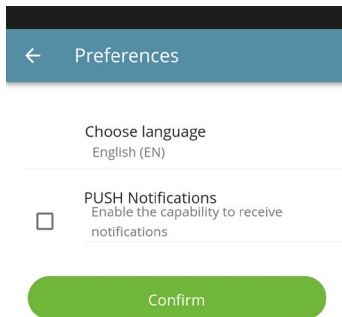 Preferences
Choose language
English (EN)
PUSH Notifications
Enable the capability to receive
notifications
Confirm